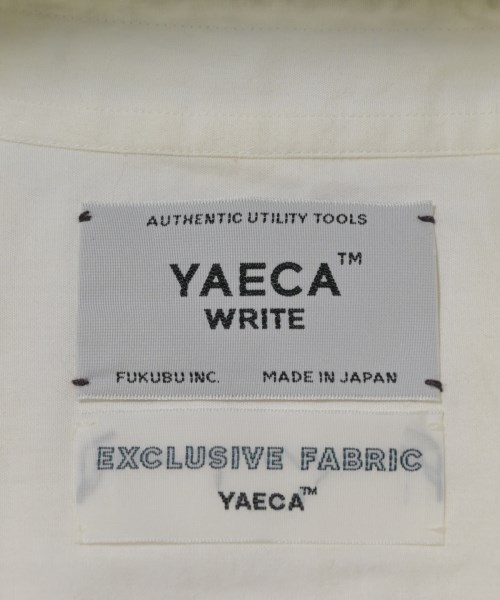 AUTHENTIC UTILITY TOOLS
YAECA™
WRITE
FUKUBU INC. MADE IN JAPAN
EXCLUSIVE FABRIC
YAECA™